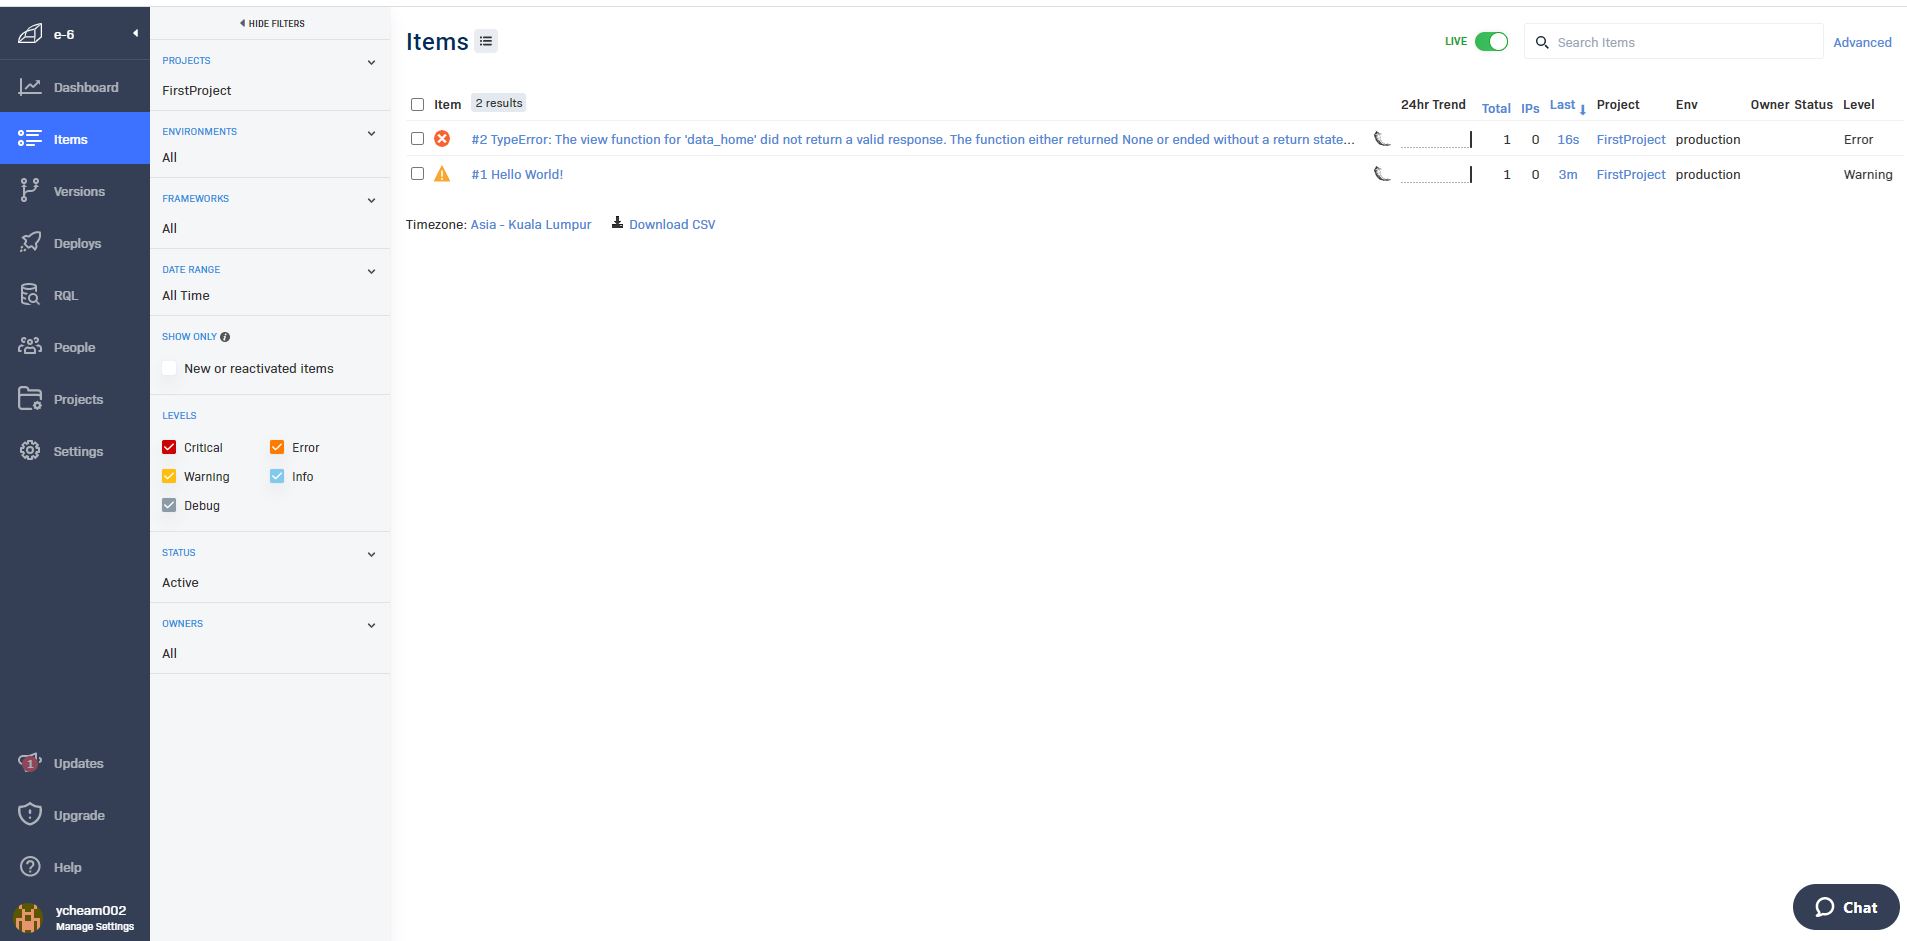 e-6
Dashboard
Items
Versions
Deploys
RQL
People
Projects
Settings
Updates
1
Upgrade
Help
ycheam002
Manage Settings
HIDE FILTERS
PROJECTS
FirstProject
ENVIRONMENTS
All
FRAMEWORKS
All
DATE RANGE
All Time
SHOW ONLY
New or reactivated items
LEVELS
Critical Error
Warning Info
Debug
STATUS
Active
OWNERS
All
Items
LIVE Search Items Advanced
Item 2 results 24hr Trend Total IPs Last Project Env Owner Status Level
#2 TypeError: The view function for 'data_home' did not return a valid response. The function either returned None or ended without a return state... 1 0 16s FirstProject production Error
#1 Hello World! 1 0 3m FirstProject production Warning
Timezone: Asia - Kuala Lumpur Download CSV
Chat